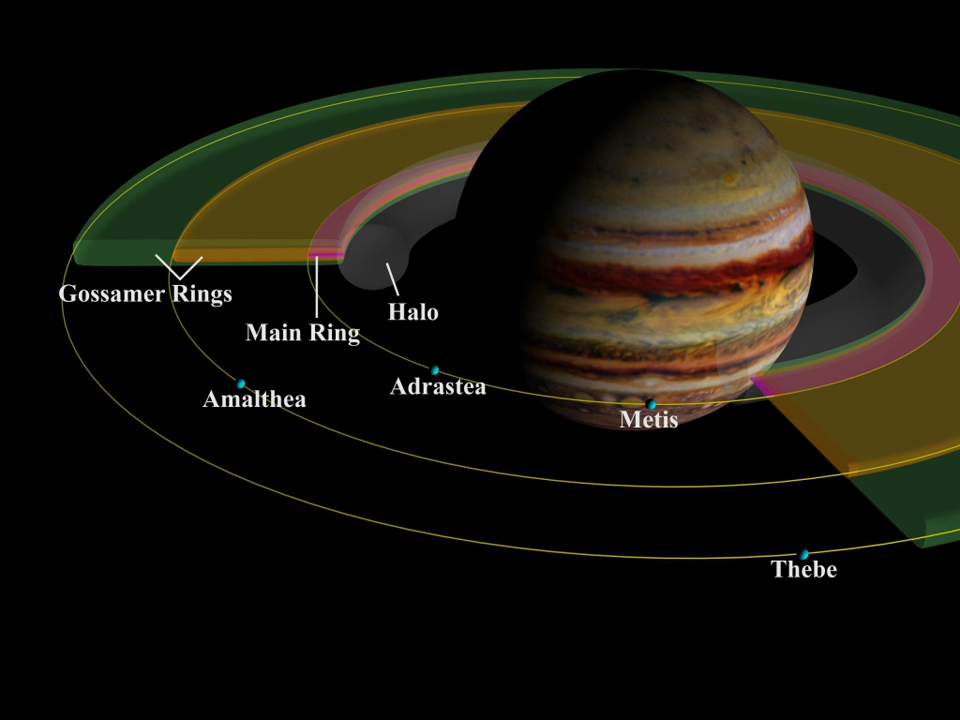 Gossamer Rings
Halo
Main Ring
Adrastea
Amalthea
Metis
Thebe